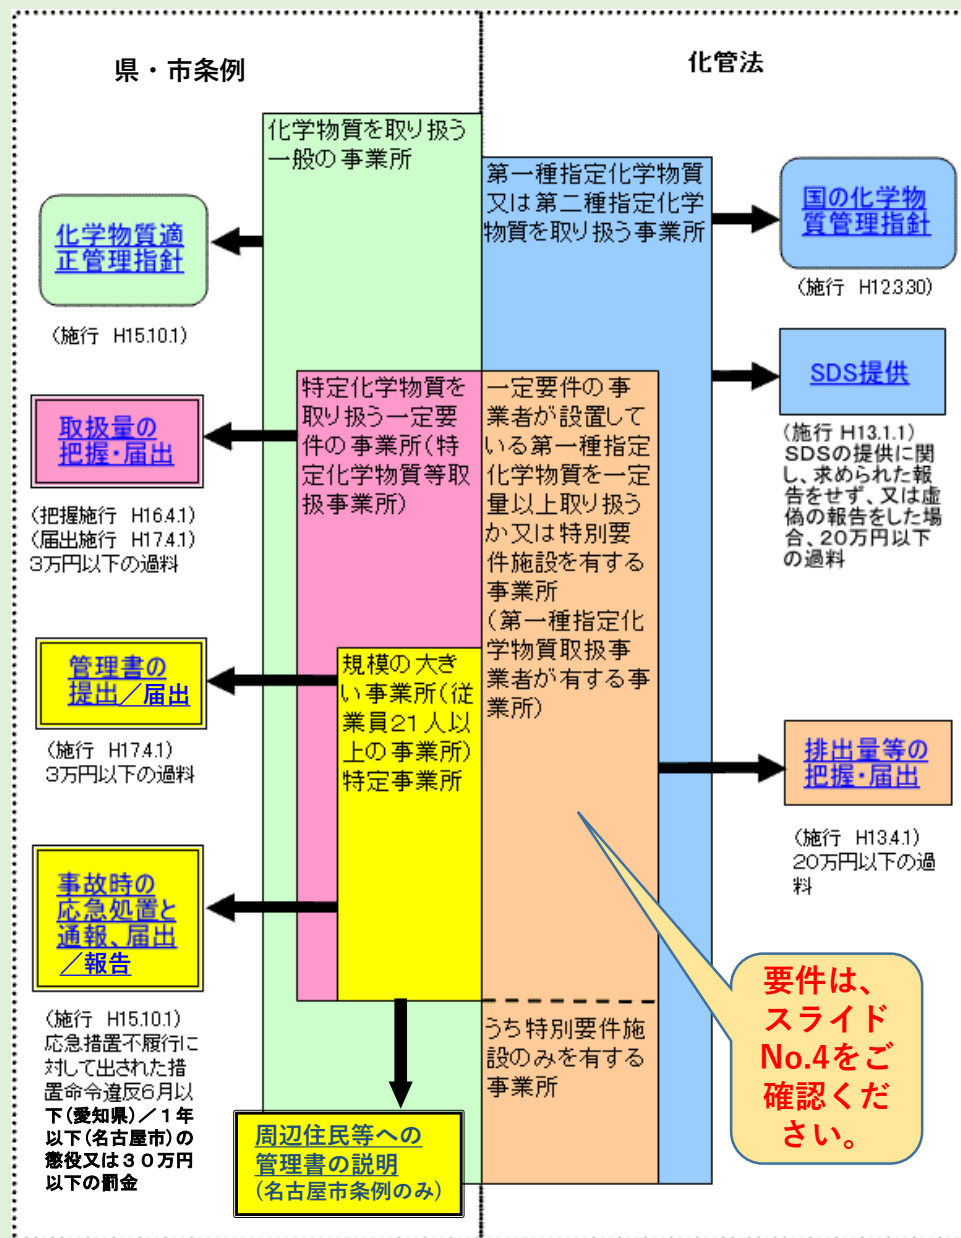 県・市条例
化管法
化学物質を取り扱う
一般の事業所
化学物質適
正管理指針
(施行 H15.10.1)
特定化学物質を
取り扱う一定要
件の事業所(特
定化学物質等取
扱事業所)
取扱量の
把握・届出
(把握施行 H16.4.1)
(届出施行 H17.4.1)
3万円以下の過料
規模の大き
い事業所(従
業員21人以
上の事業所)
特定事業所
管理書の
提出／届出
(施行 H17.4.1)
3万円以下の過料
事故時の
応急処置と
通報、届出
／報告
(施行 H15.10.1)
応急措置不履行に
対して出された措
置命令違反6月以
下(愛知県)／１年
以下(名古屋市)の
懲役又は３０万円
以下の罰金
周辺住民等への
管理書の説明
(名古屋市条例のみ)
第一種指定化学物質
又は第二種指定化学
物質を取り扱う事業所
国の化学物
質管理指針
(施行 H12.3.30)
SDS提供
(施行 H13.1.1)
SDSの提供に関
し、求められた報
告をせず、又は虚
偽の報告をした場
合、20万円以下
の過料
一定要件の事
業者が設置して
いる第一種指定
化学物質を一定
量以上取り扱う
か又は特別要
件施設を有する
事業所
(第一種指定化
学物質取扱事
業者が有する事
業所)
排出量等の
把握・届出
(施行 H13.4.1)
20万円以下の過
料
うち特別要件施
設のみを有する
事業所
要件は、
スライド
No.4をご
確認くだ
さい。